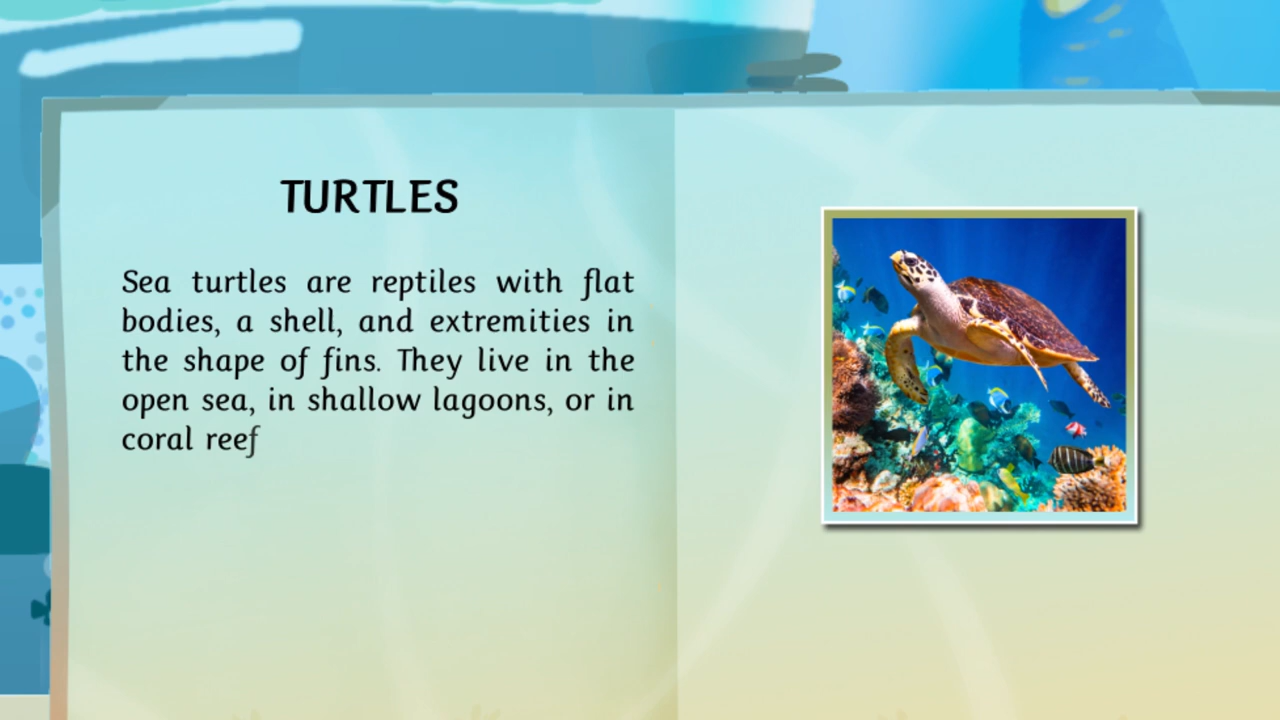 TURTLES
Sea turtles are reptiles with flat
bodies, a shell, and extremities in
the shape of fins. They live in the
open sea, in shallow lagoons, or in
coral reef